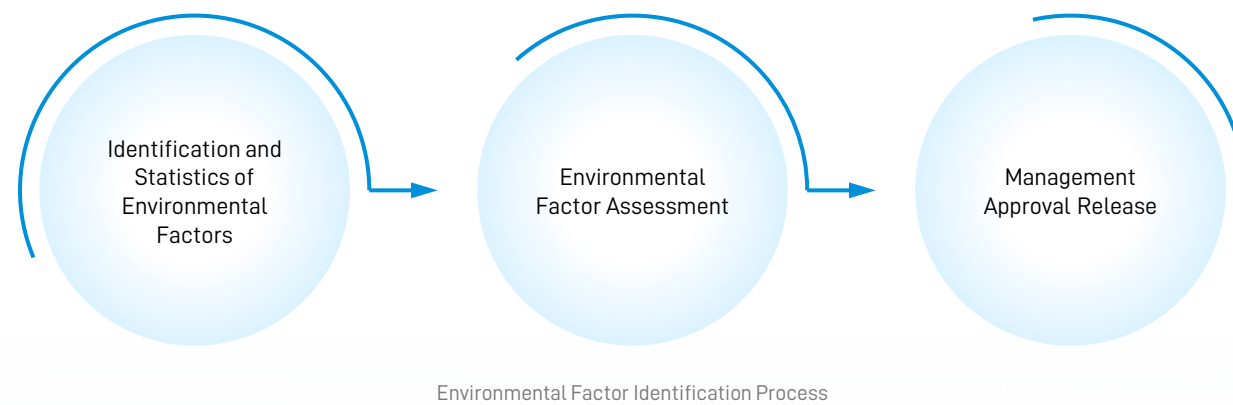 Identification and
Statistics of
Environmental
Factors
Environmental
Factor Assessment
Management
Approval Release
Environmental Factor Identification Process